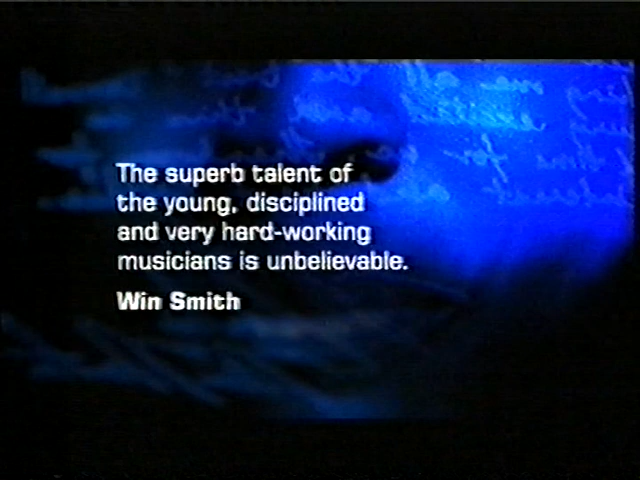 The superb talent of
the young, disciplined
and very hard-working
musicians is unbelievable.
Win Smith